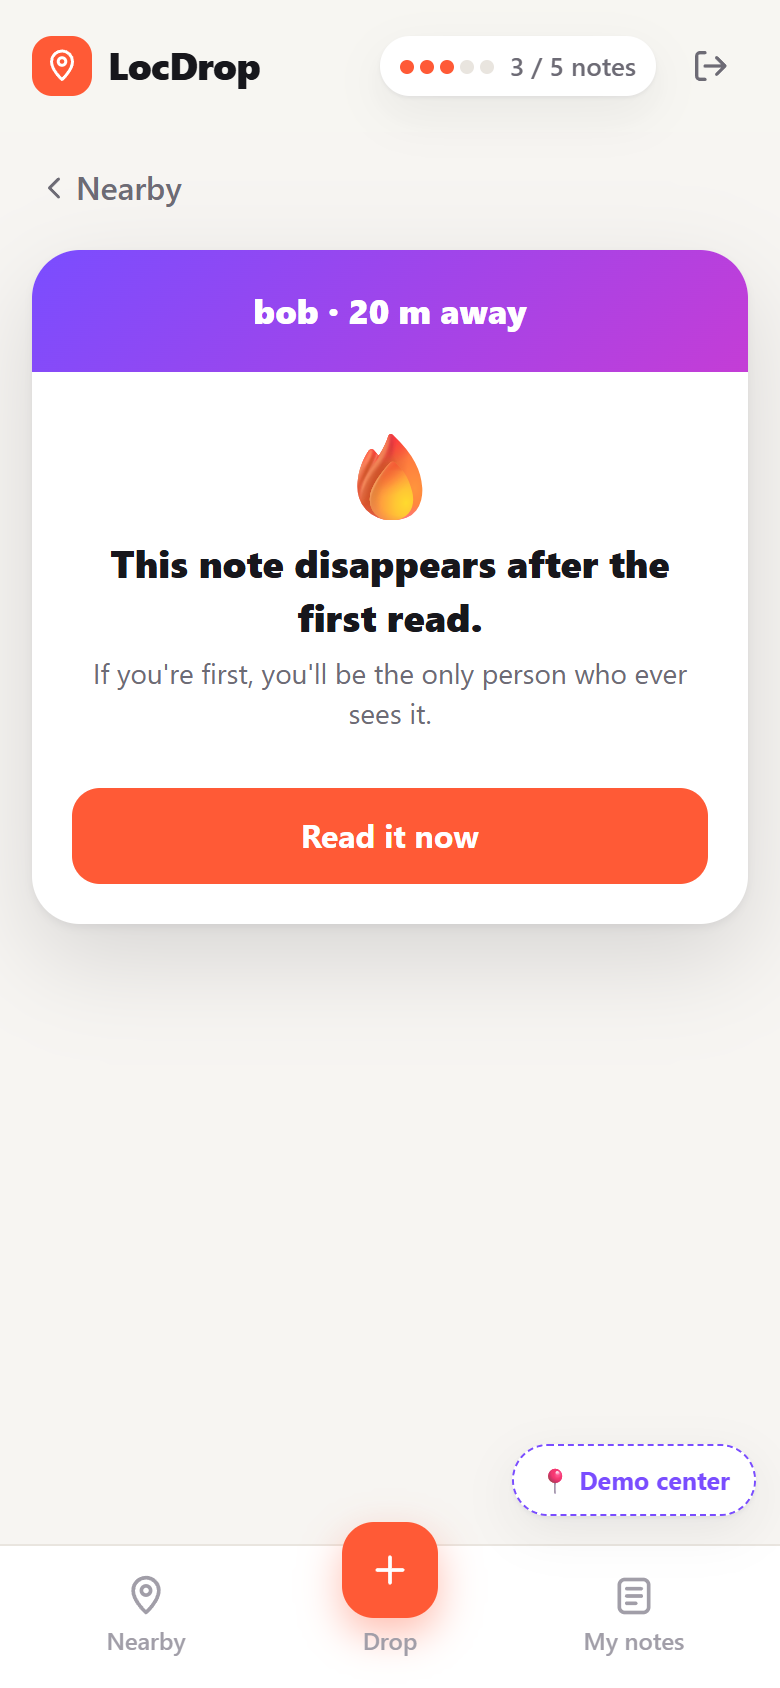 LocDrop
3 / 5 notes
Nearby
bob · 20 m away
This note disappears after the
first read.
If you're first, you'll be the only person who ever
sees it.
Read it now
Demo center
Nearby
Drop
My notes